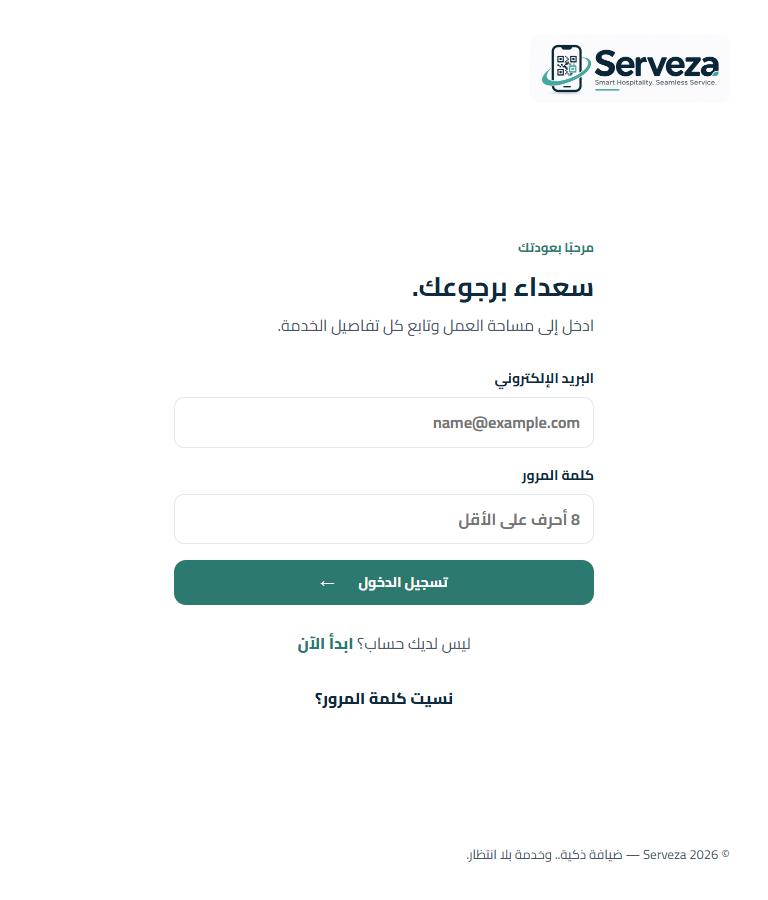 Serveza
Smart Hospitality. Seamless Service.
مرحبًا بعودتك
سعداء برجوعك.
ادخل إلى مساحة العمل وتابع كل تفاصيل الخدمة.
البريد الإلكتروني
name@example.com
كلمة المرور
8 أحرف على الأقل
تسجيل الدخول ←
ليس لديك حساب؟ ابدأ الآن
نسيت كلمة المرور؟
© 2026 Serveza — ضيافة ذكية.. وخدمة بلا انتظار.